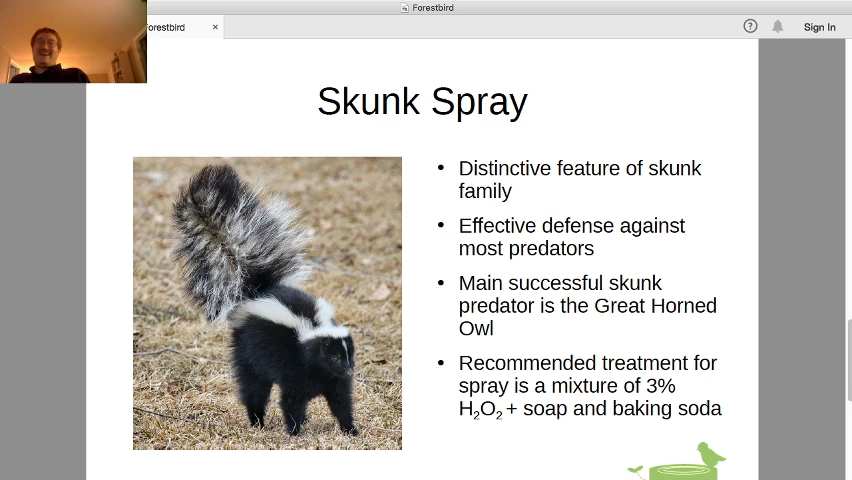 Forestbird
orestbird ×
? Sign In
Skunk Spray
• Distinctive feature of skunk
family
• Effective defense against
most predators
• Main successful skunk
predator is the Great Horned
Owl
• Recommended treatment for
spray is a mixture of 3%
H₂O₂ + soap and baking soda